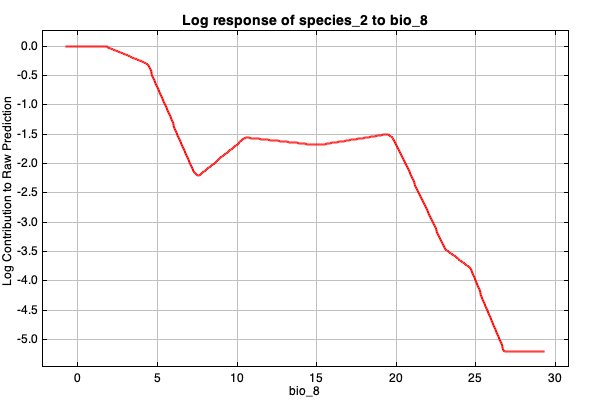 Log response of species_2 to bio_8
Log Contribution to Raw Prediction
0.0
-0.5
-1.0
-1.5
-2.0
-2.5
-3.0
-3.5
-4.0
-4.5
-5.0
0 5 10 15 20 25 30
bio_8